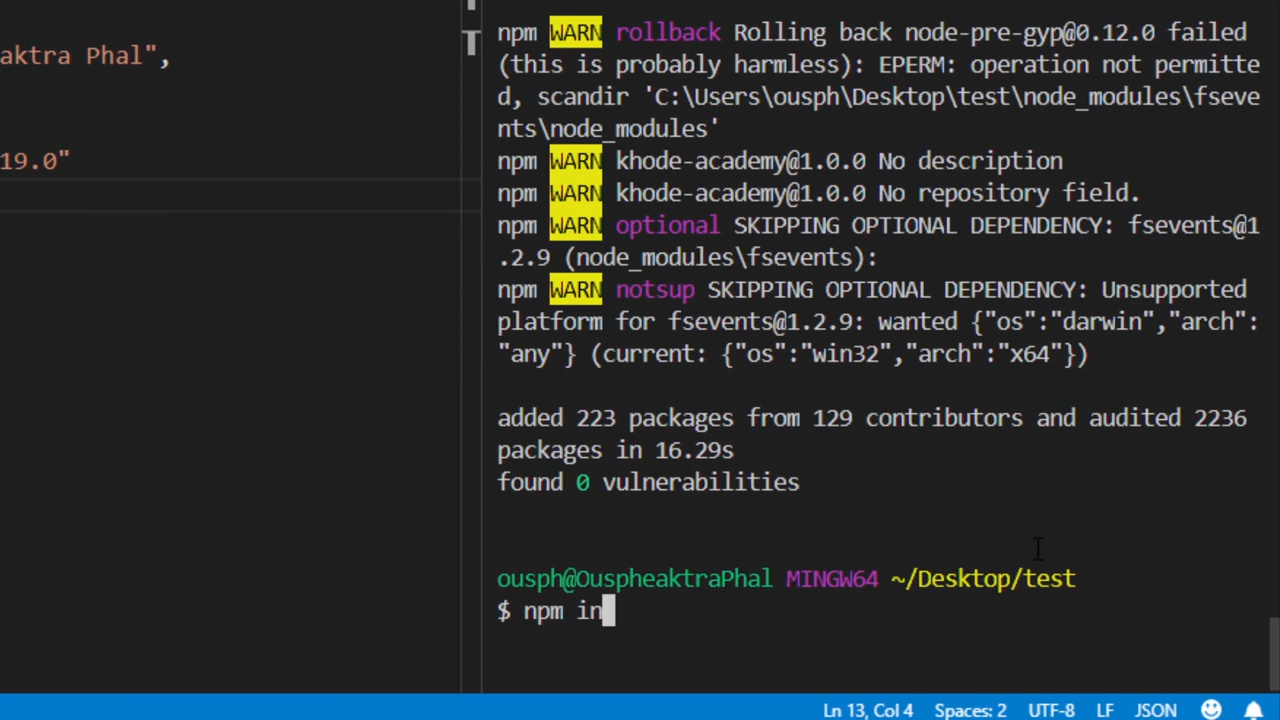 aktra Phal",
19.0"
npm WARN rollback Rolling back node-pre-gyp@0.12.0 failed
(this is probably harmless): EPERM: operation not permitte
d, scandir 'C:\Users\ousph\Desktop\test\node_modules\fseve
nts\node_modules'
npm WARN khode-academy@1.0.0 No description
npm WARN khode-academy@1.0.0 No repository field.
npm WARN optional SKIPPING OPTIONAL DEPENDENCY: fsevents@1
.2.9 (node_modules\fsevents):
npm WARN notsup SKIPPING OPTIONAL DEPENDENCY: Unsupported
platform for fsevents@1.2.9: wanted {"os":"darwin","arch":
"any"} (current: {"os":"win32","arch":"x64"})
added 223 packages from 129 contributors and audited 2236
packages in 16.29s
found 0 vulnerabilities
ousph@OuspheaktraPhal MINGW64 ~/Desktop/test
$ npm in
Ln 13, Col 4 Spaces: 2 UTF-8 LF JSON